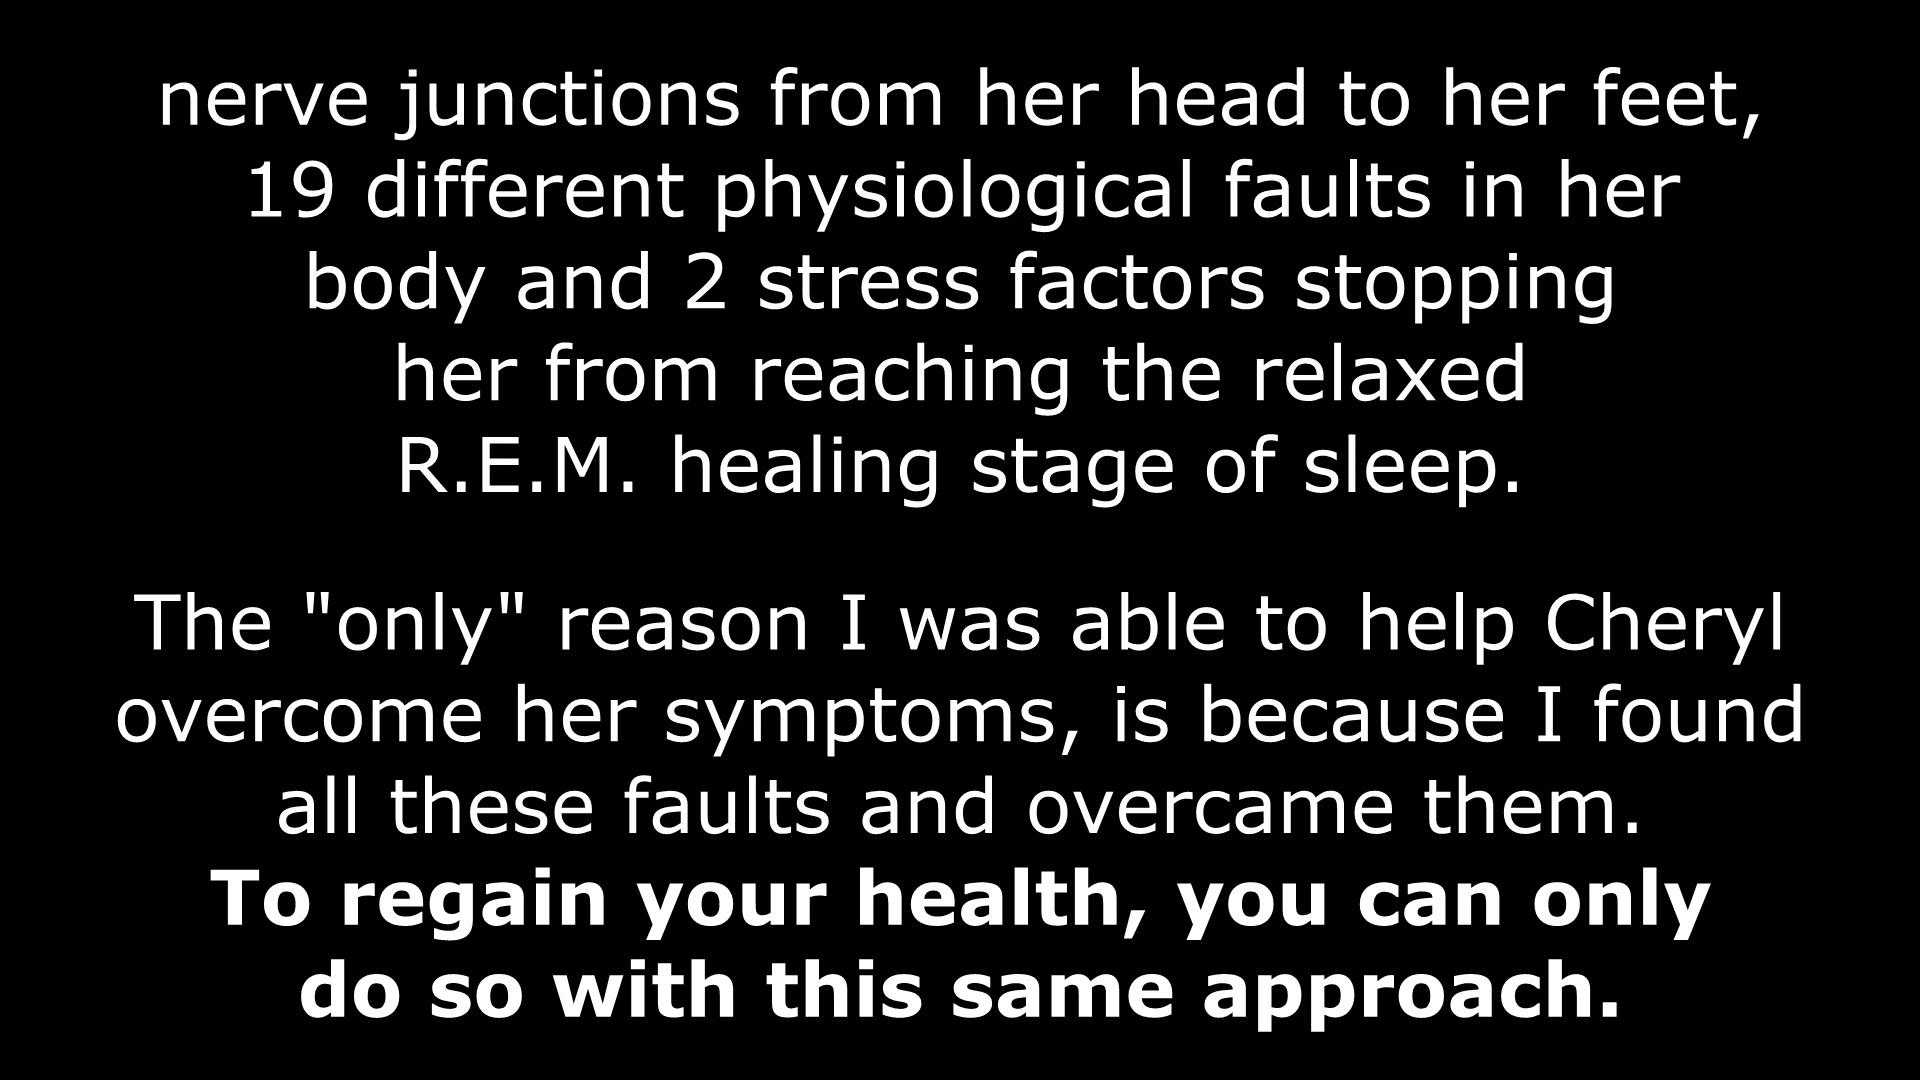 nerve junctions from her head to her feet,
19 different physiological faults in her
body and 2 stress factors stopping
her from reaching the relaxed
R.E.M. healing stage of sleep.
The "only" reason I was able to help Cheryl
overcome her symptoms, is because I found
all these faults and overcame them.
To regain your health, you can only
do so with this same approach.